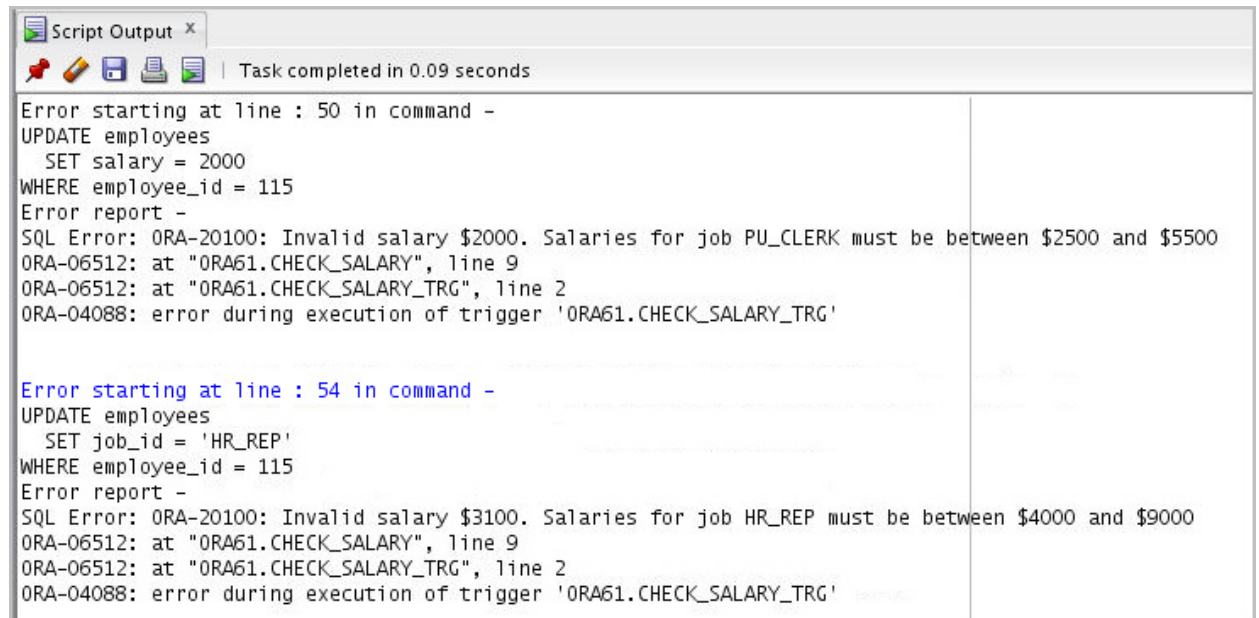 Script Output ×
Task completed in 0.09 seconds
Error starting at line : 50 in command -
UPDATE employees
  SET salary = 2000
WHERE employee_id = 115
Error report -
SQL Error: ORA-20100: Invalid salary $2000. Salaries for job PU_CLERK must be between $2500 and $5500
ORA-06512: at "ORA61.CHECK_SALARY", line 9
ORA-06512: at "ORA61.CHECK_SALARY_TRG", line 2
ORA-04088: error during execution of trigger 'ORA61.CHECK_SALARY_TRG'
Error starting at line : 54 in command -
UPDATE employees
  SET job_id = 'HR_REP'
WHERE employee_id = 115
Error report -
SQL Error: ORA-20100: Invalid salary $3100. Salaries for job HR_REP must be between $4000 and $9000
ORA-06512: at "ORA61.CHECK_SALARY", line 9
ORA-06512: at "ORA61.CHECK_SALARY_TRG", line 2
ORA-04088: error during execution of trigger 'ORA61.CHECK_SALARY_TRG'